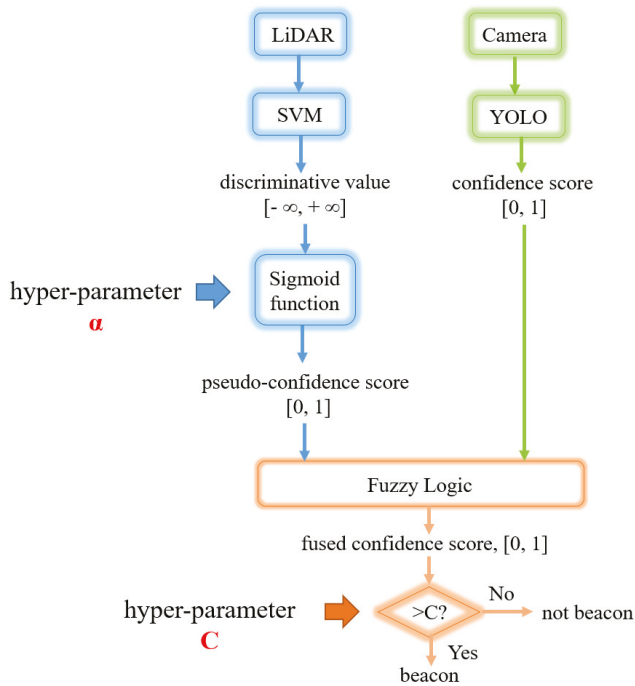 LiDAR
Camera
SVM
YOLO
discriminative value
[- ∞, + ∞]
confidence score
[0, 1]
hyper-parameter
α
Sigmoid
function
pseudo-confidence score
[0, 1]
Fuzzy Logic
fused confidence score, [0, 1]
hyper-parameter
C
>C?
No
not beacon
Yes
beacon